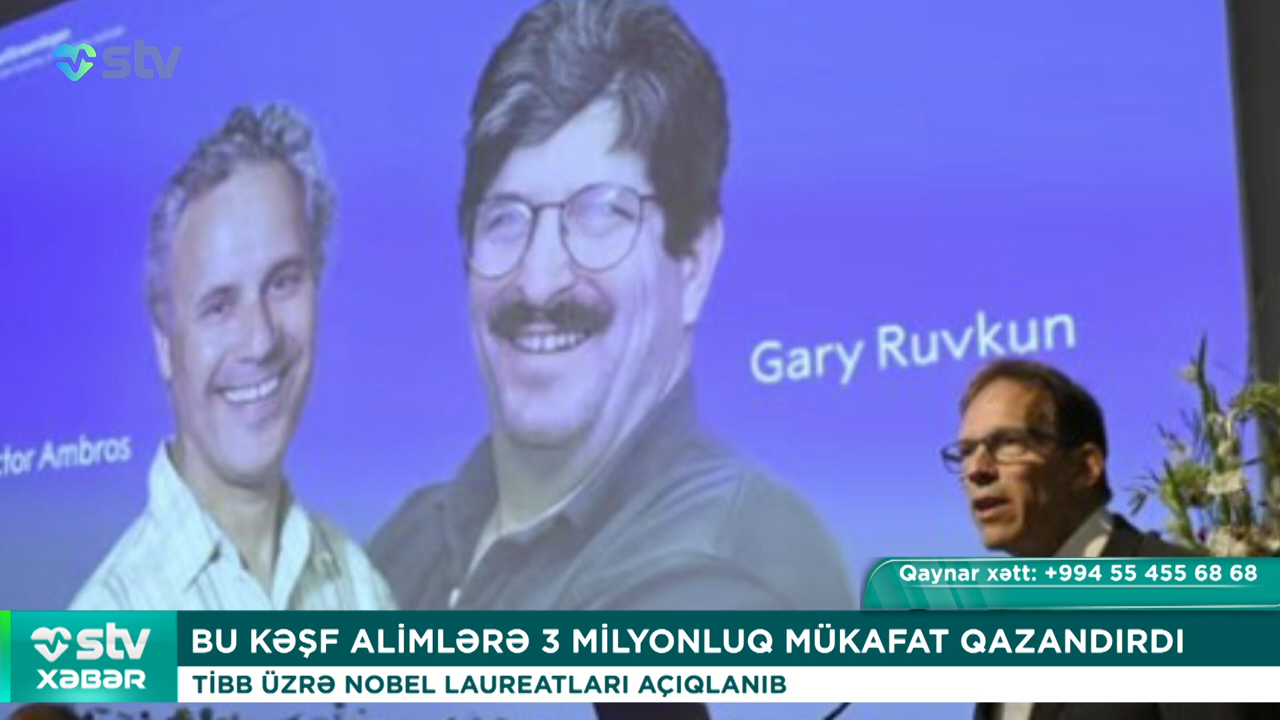 stv
Gary Ruvkun
Ambros
Qaynar xətt: +994 55 455 68 68
stv
XƏBƏR
BU KƏŞF ALİMLƏRƏ 3 MİLYONLUQ MÜKAFAT QAZANDIRDI
TİBB ÜZRƏ NOBEL LAUREATLARI AÇIQLANIB